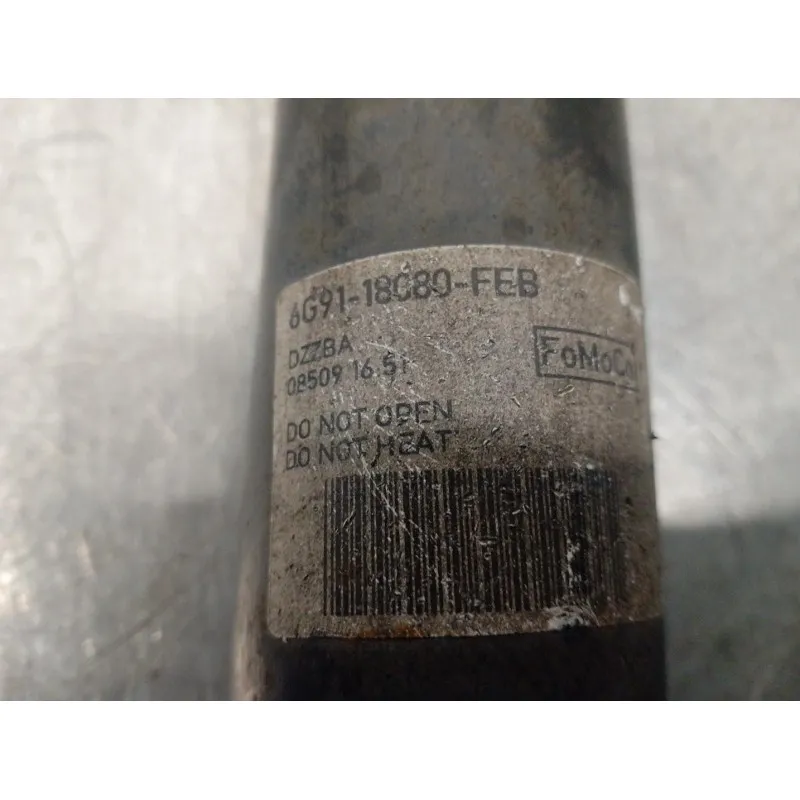 6G91-18080-FEB
DZZBA
08509 16.51
FoMoCo
DO NOT OPEN
DO NOT HEAT